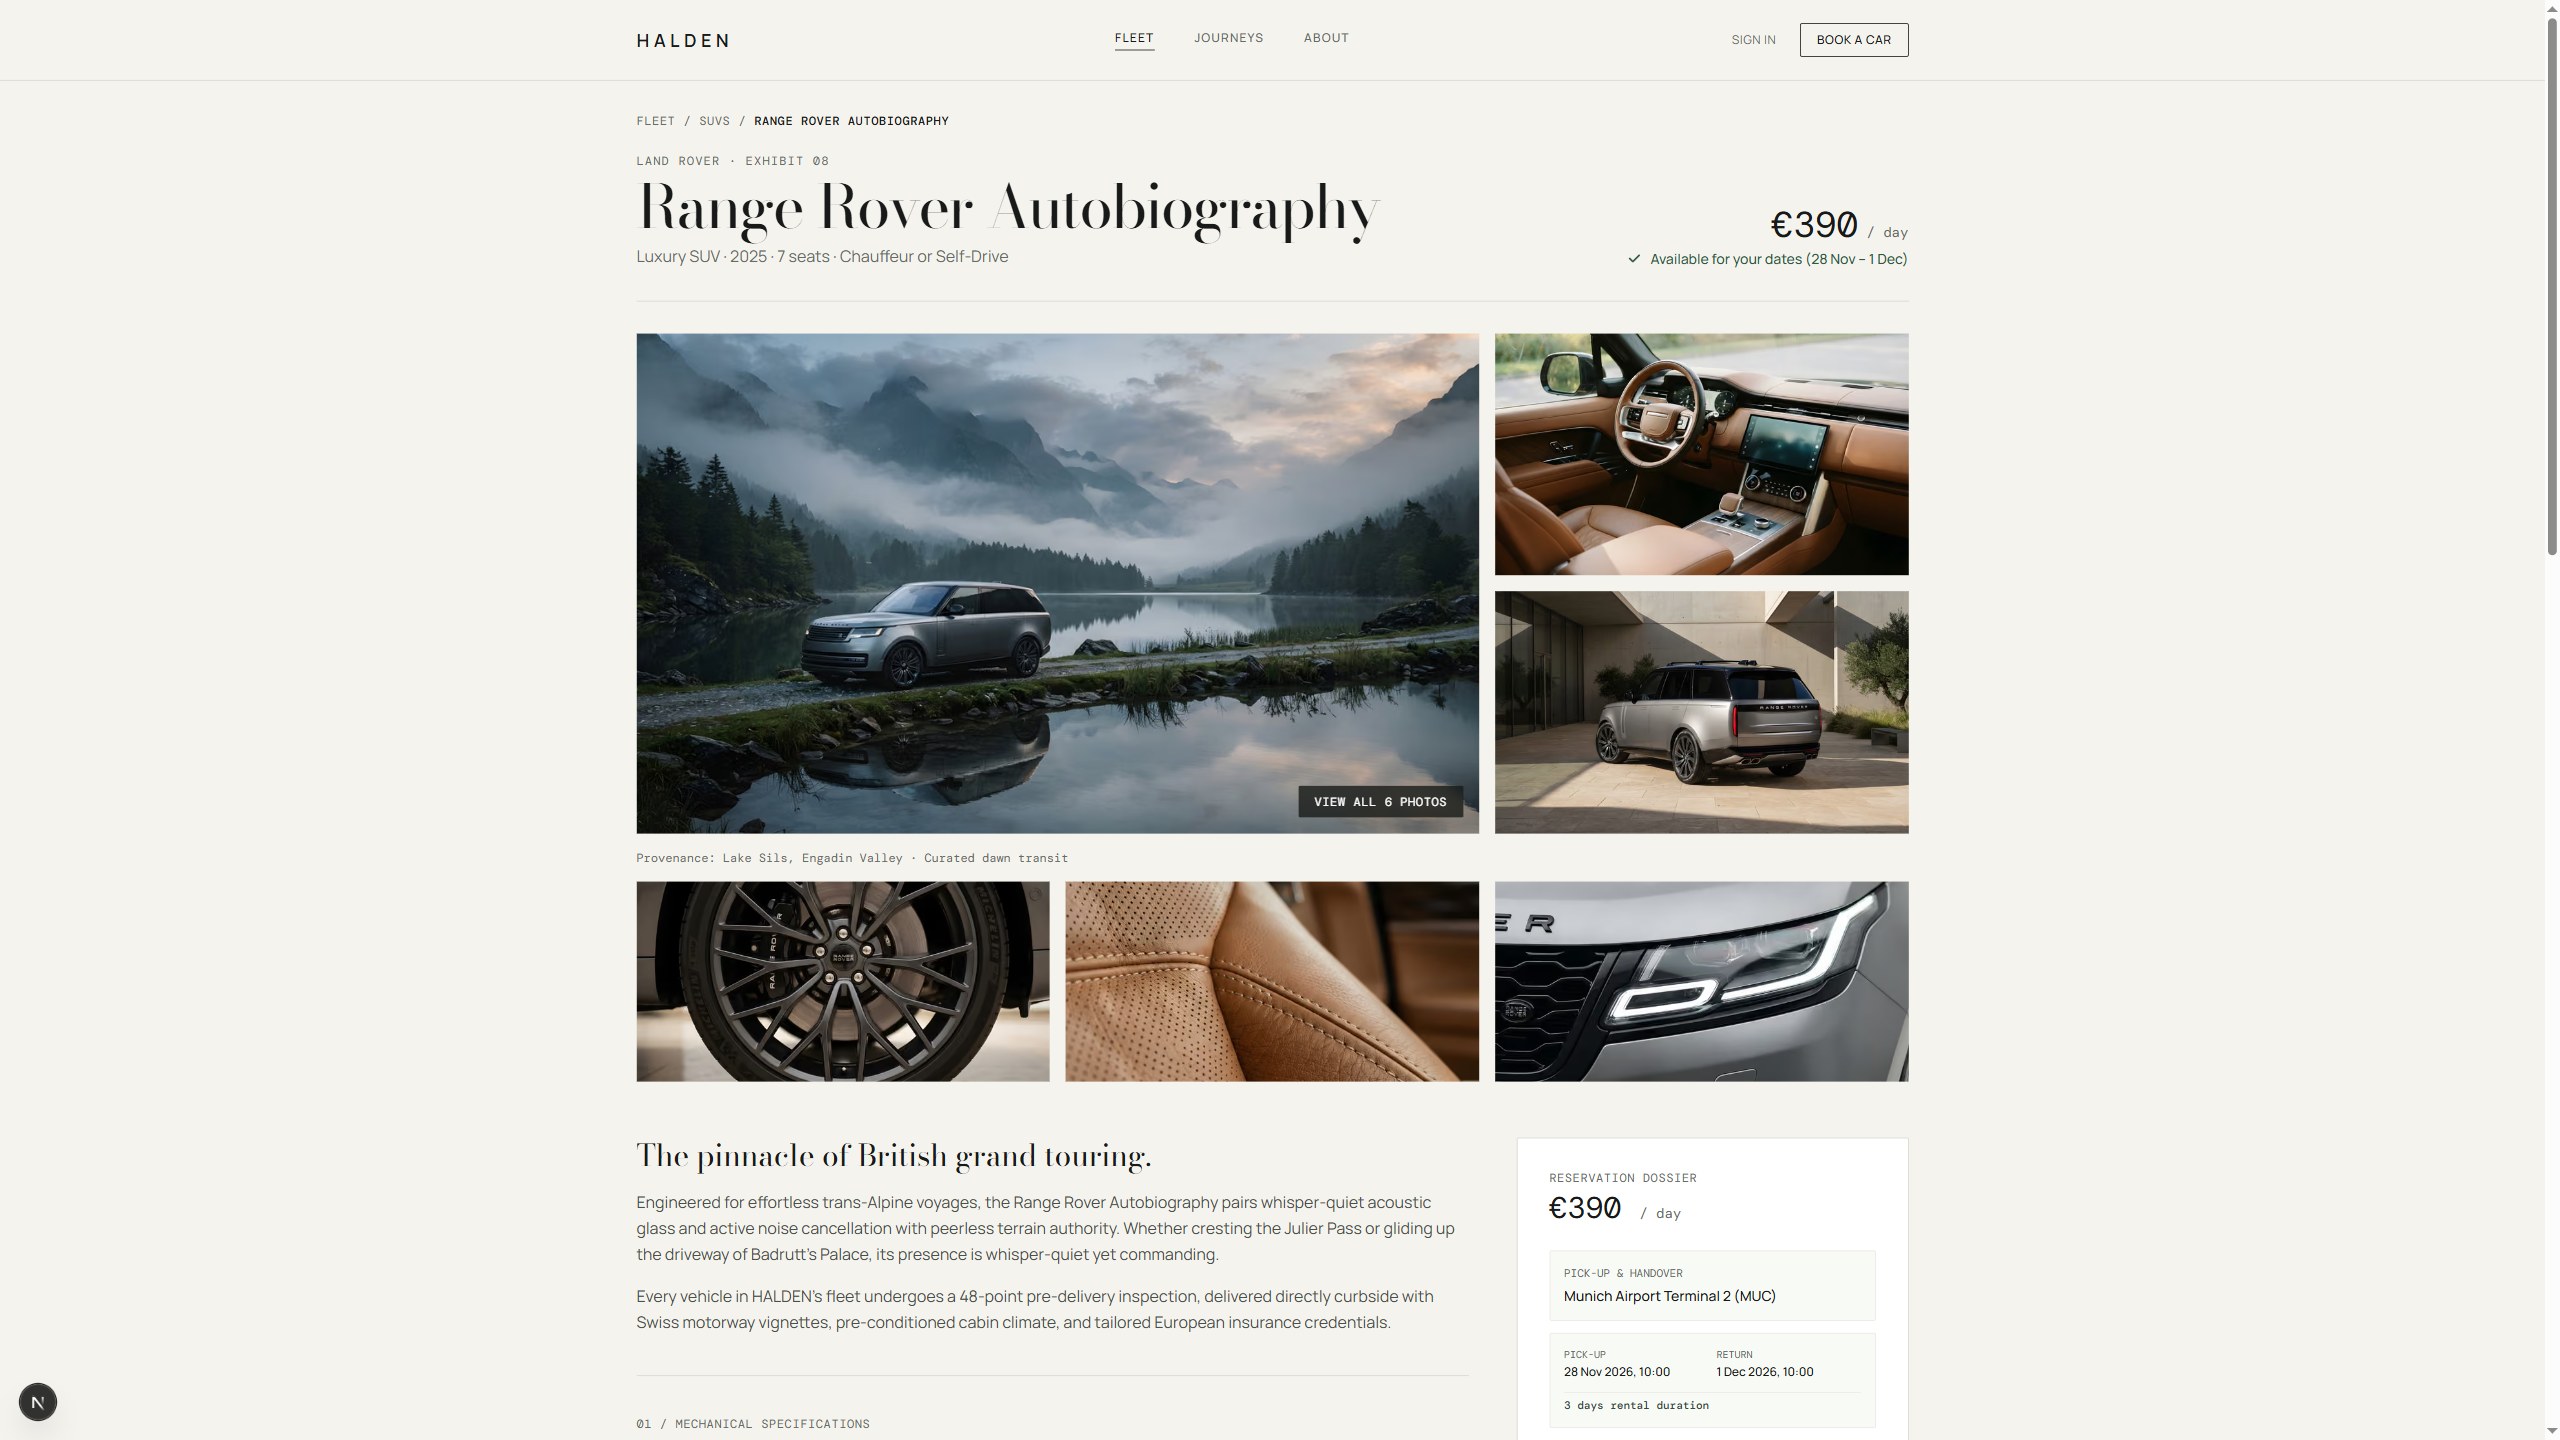 HALDEN
FLEET
JOURNEYS
ABOUT
SIGN IN
BOOK A CAR
FLEET / SUVS / RANGE ROVER AUTOBIOGRAPHY
LAND ROVER · EXHIBIT 08
Range Rover Autobiography
Luxury SUV · 2025 · 7 seats · Chauffeur or Self-Drive
€390 / day
Available for your dates (28 Nov – 1 Dec)
RANGE ROVER
VIEW ALL 6 PHOTOS
Provenance: Lake Sils, Engadin Valley · Curated dawn transit
RANGE ROVER
ER
The pinnacle of British grand touring.
Engineered for effortless trans-Alpine voyages, the Range Rover Autobiography pairs whisper-quiet acoustic
glass and active noise cancellation with peerless terrain authority. Whether cresting the Julier Pass or gliding up
the driveway of Badrutt's Palace, its presence is whisper-quiet yet commanding.
Every vehicle in HALDEN's fleet undergoes a 48-point pre-delivery inspection, delivered directly curbside with
Swiss motorway vignettes, pre-conditioned cabin climate, and tailored European insurance credentials.
01 / MECHANICAL SPECIFICATIONS
RESERVATION DOSSIER
€390 / day
PICK-UP & HANDOVER
Munich Airport Terminal 2 (MUC)
PICK-UP
28 Nov 2026, 10:00
RETURN
1 Dec 2026, 10:00
3 days rental duration
N